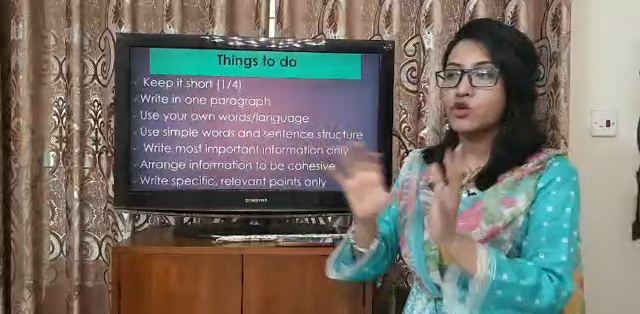 Things to do
Keep it short (1/4)
Write in one paragraph
Use your own words/language
Use simple words and sentence structure
Write most important information only
Arrange information to be cohesive
Write specific, relevant points only
SAMSUNG